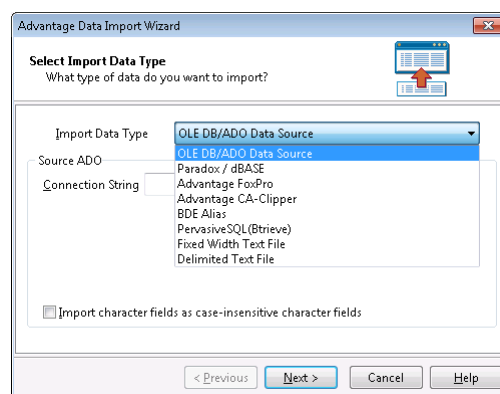 Advantage Data Import Wizard
Select Import Data Type
What type of data do you want to import?
Import Data Type OLE DB/ADO Data Source
OLE DB/ADO Data Source
Source ADO
Paradox / dBASE
Connection String
Advantage FoxPro
Advantage CA-Clipper
BDE Alias
PervasiveSQL(Btrieve)
Fixed Width Text File
Delimited Text File
Import character fields as case-insensitive character fields
< Previous Next > Cancel Help